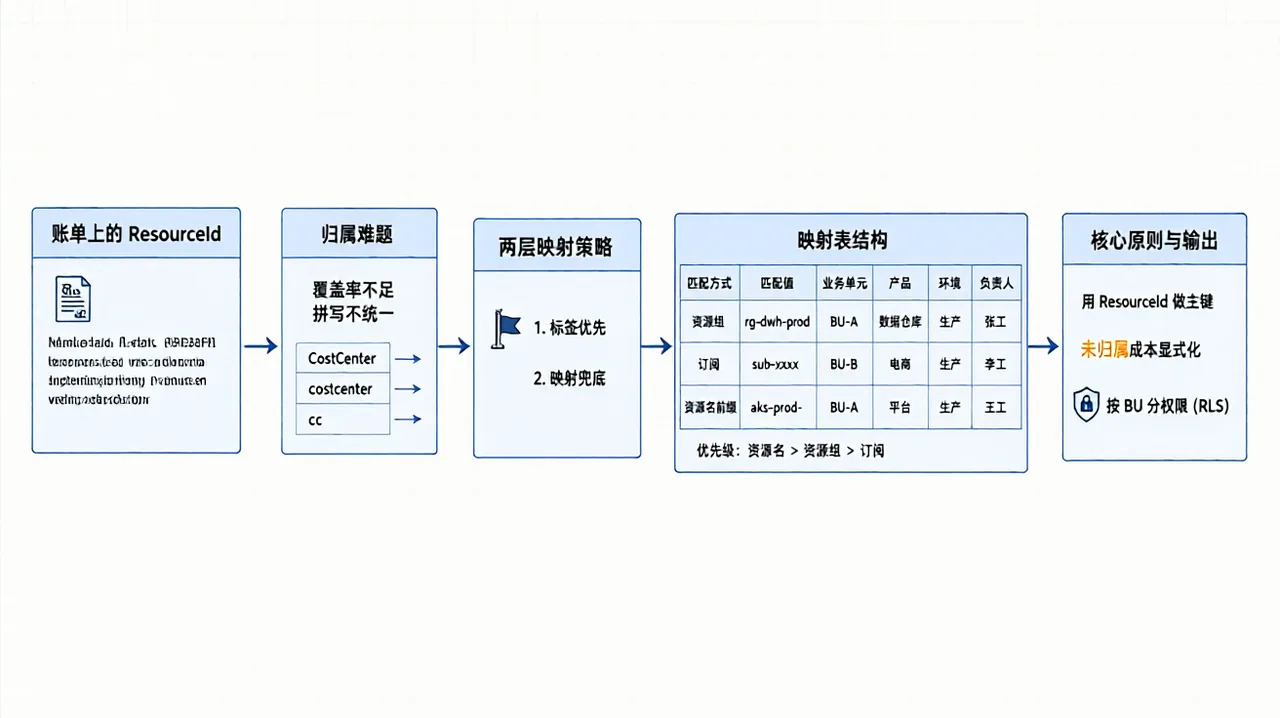 账单上的 ResourceId
归属难题
覆盖率不足
拼写不统一
CostCenter
costcenter
cc
两层映射策略
1. 标签优先
2. 映射兜底
映射表结构
匹配方式 匹配值 业务单元 产品 环境 负责人
资源组 rg-dwh-prod BU-A 数据仓库 生产 张工
订阅 sub-xxxx BU-B 电商 生产 李工
资源名前缀 aks-prod- BU-A 平台 生产 王工
优先级：资源名 > 资源组 > 订阅
核心原则与输出
用 ResourceId 做主键
未归属成本显式化
按 BU 分权限 (RLS)